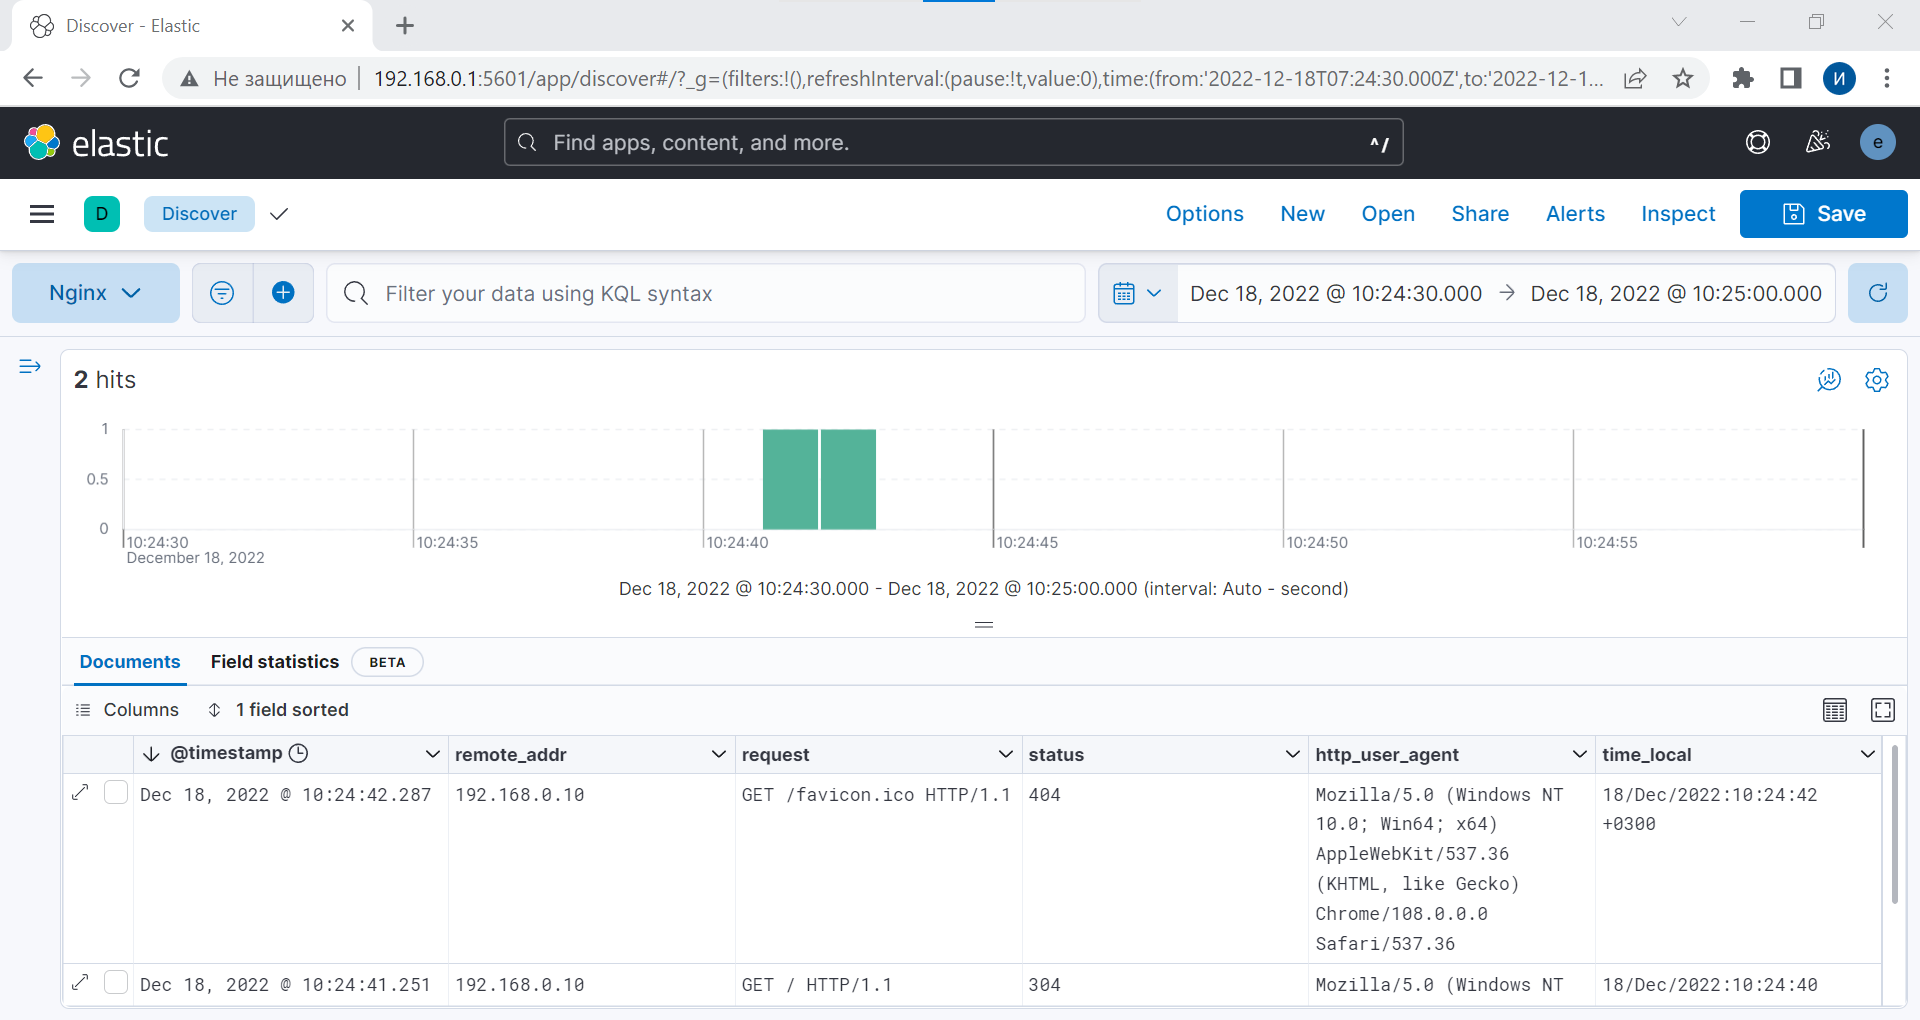 Discover - Elastic
Не защищено
192.168.0.1:5601/app/discover#/?_g=(filters:!(),refreshInterval:(pause:!t,value:0),time:(from:'2022-12-18T07:24:30.000Z',to:'2022-12-1...
И
elastic
Find apps, content, and more.
^/
e
D
Discover
Options
New
Open
Share
Alerts
Inspect
Save
Nginx
Filter your data using KQL syntax
Dec 18, 2022 @ 10:24:30.000 → Dec 18, 2022 @ 10:25:00.000
2 hits
1
0.5
0
10:24:30
10:24:35
10:24:40
10:24:45
10:24:50
10:24:55
December 18, 2022
Dec 18, 2022 @ 10:24:30.000 - Dec 18, 2022 @ 10:25:00.000 (interval: Auto - second)
Documents
Field statistics
BETA
Columns
1 field sorted
@timestamp
remote_addr
request
status
http_user_agent
time_local
Dec 18, 2022 @ 10:24:42.287
192.168.0.10
GET /favicon.ico HTTP/1.1
404
Mozilla/5.0 (Windows NT
10.0; Win64; x64)
AppleWebKit/537.36
(KHTML, like Gecko)
Chrome/108.0.0.0
Safari/537.36
18/Dec/2022:10:24:42
+0300
Dec 18, 2022 @ 10:24:41.251
192.168.0.10
GET / HTTP/1.1
304
Mozilla/5.0 (Windows NT
18/Dec/2022:10:24:40